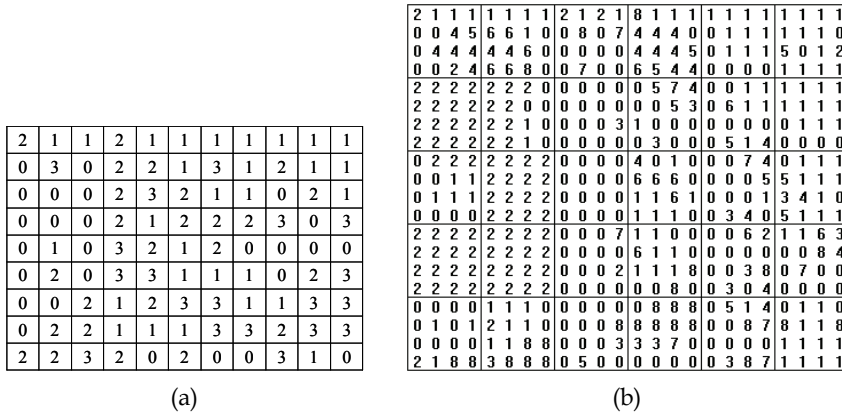 2 1 1 2 1 1 1 1 1 1 1
0 3 0 2 2 1 3 1 2 1 1
0 0 0 2 3 2 1 1 0 2 1
0 0 0 2 1 2 2 2 3 0 3
0 1 0 3 2 1 2 0 0 0 0
0 2 0 3 3 1 1 1 0 2 3
0 0 2 1 2 3 3 1 1 3 3
0 2 2 1 1 1 3 3 2 3 3
2 2 3 2 0 2 0 0 3 1 0
(a)
2 1 1 1 1 1 1 1 2 1 2 1 8 1 1 1 1 1 1 1 1 1 1 1
0 0 4 5 6 6 1 0 0 8 0 7 4 4 4 0 0 1 1 1 1 1 1 0
0 4 4 4 4 4 6 0 0 0 0 0 4 4 4 5 0 1 1 1 5 0 1 2
0 0 2 4 6 6 8 0 0 7 0 0 6 5 4 4 0 0 0 0 1 1 1 1
2 2 2 2 2 2 2 0 0 0 0 0 0 5 7 4 0 0 1 1 1 1 1 1
2 2 2 2 2 2 0 0 0 0 0 0 0 0 5 3 0 6 1 1 1 1 1 1
2 2 2 2 2 2 1 0 0 0 0 3 1 0 0 0 0 0 0 0 0 1 1 1
2 2 2 2 2 2 1 0 0 0 0 0 0 3 0 0 0 5 1 4 0 0 0 0
0 2 2 2 2 2 2 2 0 0 0 0 4 0 1 0 0 0 7 4 0 1 1 1
0 0 1 1 2 2 2 2 0 0 0 0 6 6 6 0 0 0 0 5 5 1 1 1
0 1 1 1 2 2 2 2 0 0 0 0 1 1 6 1 0 0 0 1 3 4 1 0
0 0 0 0 2 2 2 2 0 0 0 0 1 1 1 0 0 3 4 0 5 1 1 1
2 2 2 2 2 2 2 2 0 0 0 7 1 1 0 0 0 0 6 2 1 1 6 3
2 2 2 2 2 2 2 2 0 0 0 0 6 1 1 0 0 0 0 0 0 0 8 4
2 2 2 2 2 2 2 2 0 0 0 2 1 1 1 8 0 0 3 8 0 7 0 0
2 2 2 2 2 2 2 2 0 0 0 0 0 0 8 0 0 3 0 4 0 0 0 0
0 0 0 0 1 1 1 0 0 0 0 0 0 8 8 8 0 5 1 4 0 1 1 0
0 1 0 1 2 1 1 0 0 0 0 8 8 8 8 8 0 0 8 7 8 1 1 8
0 0 0 0 1 1 8 8 0 0 0 3 3 3 7 0 0 0 0 0 1 1 1 1
2 1 8 8 3 8 8 8 0 5 0 0 0 0 0 0 0 3 8 7 1 1 1 1
(b)